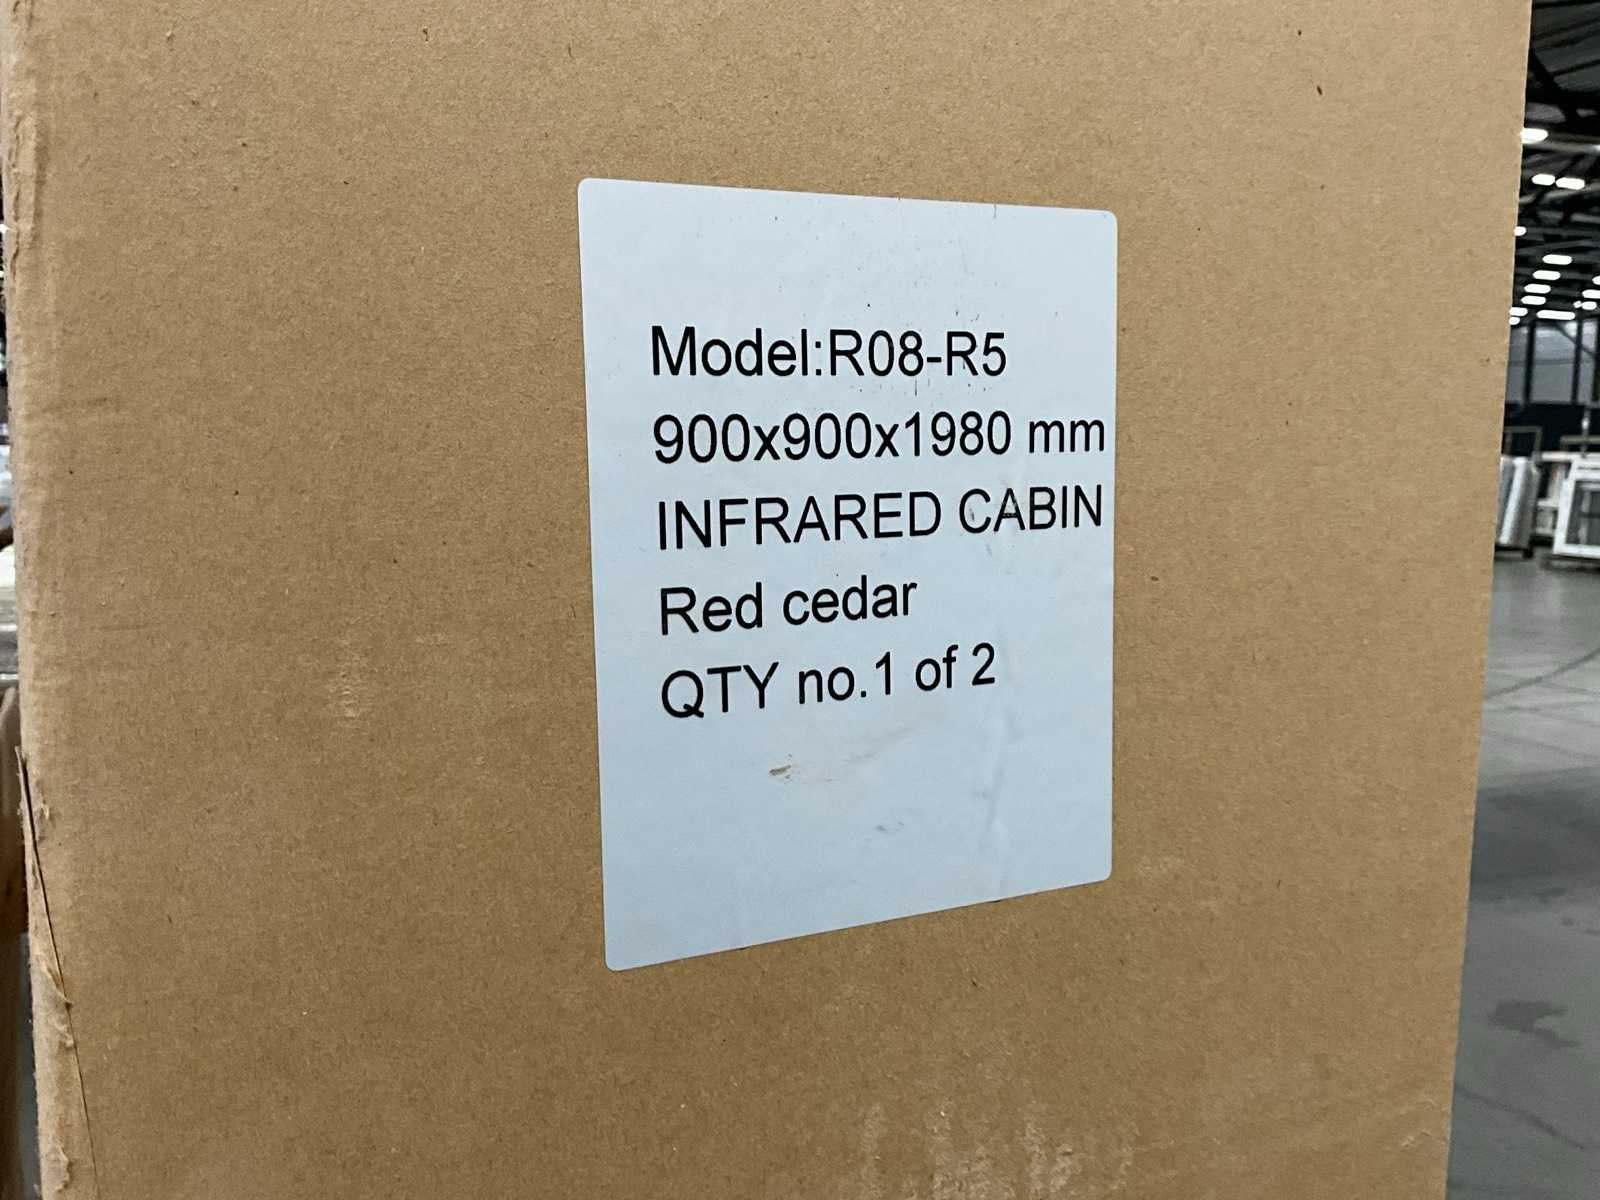 Model:R08-R5
900x900x1980 mm
INFRARED CABIN
Red cedar
QTY no.1 of 2